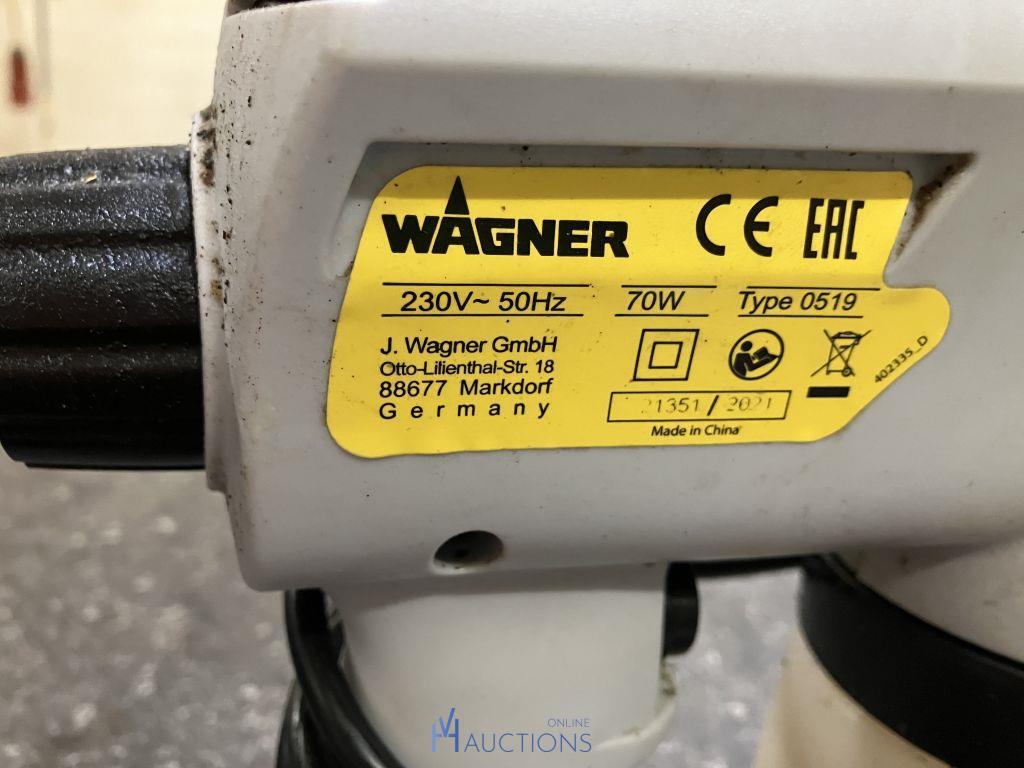 WAGNER CE EAC
230V~ 50Hz 70W Type 0519
J. Wagner GmbH
Otto-Lilienthal-Str. 18
88677 Markdorf
Germany
21351 / 2021
Made in China
402335_D
ONLINE
AUCTIONS